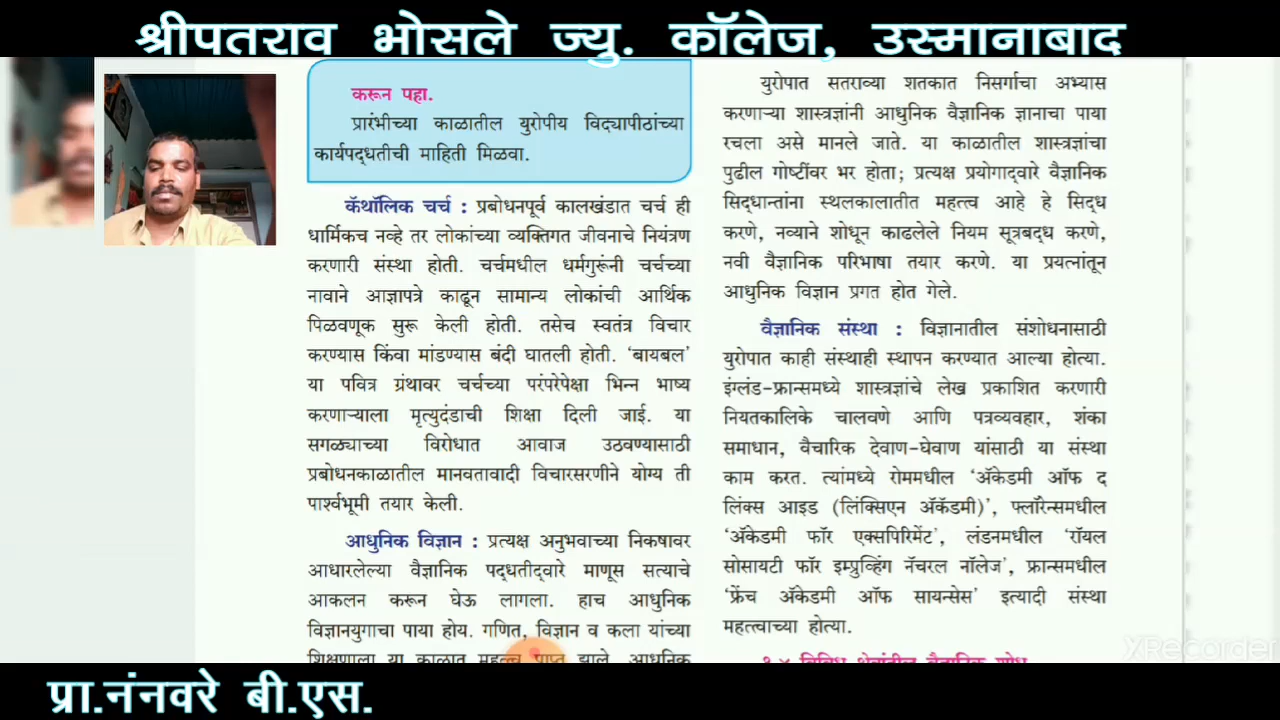 श्रीपतराव भोसले ज्यु. कॉलेज, उस्मानाबाद
करून पहा.
प्रारंभीच्या काळातील युरोपीय विद्यापीठांच्या
कार्यपद्धतीची माहिती मिळवा.
कॅथॉलिक चर्च : प्रबोधनपूर्व कालखंडात चर्च ही
धार्मिकच नव्हे तर लोकांच्या व्यक्तिगत जीवनाचे नियंत्रण
करणारी संस्था होती. चर्चमधील धर्मगुरूंनी चर्चच्या
नावाने आज्ञापत्रे काढून सामान्य लोकांची आर्थिक
पिळवणूक सुरू केली होती. तसेच स्वतंत्र विचार
करण्यास किंवा मांडण्यास बंदी घातली होती. ‘बायबल’
या पवित्र ग्रंथावर चर्चच्या परंपरेपेक्षा भिन्न भाष्य
करणाऱ्याला मृत्युदंडाची शिक्षा दिली जाई. या
सगळ्याच्या विरोधात आवाज उठवण्यासाठी
प्रबोधनकाळातील मानवतावादी विचारसरणीने योग्य ती
पार्श्वभूमी तयार केली.
आधुनिक विज्ञान : प्रत्यक्ष अनुभवाच्या निकषावर
आधारलेल्या वैज्ञानिक पद्धतीद्वारे माणूस सत्याचे
आकलन करून घेऊ लागला. हाच आधुनिक
विज्ञानयुगाचा पाया होय. गणित, विज्ञान व कला यांच्या
शिक्षणाला या काळात महत्त्व प्राप्त झाले. आधुनिक
युरोपात सतराव्या शतकात निसर्गाचा अभ्यास
करणाऱ्या शास्त्रज्ञांनी आधुनिक वैज्ञानिक ज्ञानाचा पाया
रचला असे मानले जाते. या काळातील शास्त्रज्ञांचा
पुढील गोष्टींवर भर होता; प्रत्यक्ष प्रयोगाद्वारे वैज्ञानिक
सिद्धान्तांना स्थलकालातीत महत्त्व आहे हे सिद्ध
करणे, नव्याने शोधून काढलेले नियम सूत्रबद्ध करणे,
नवी वैज्ञानिक परिभाषा तयार करणे. या प्रयत्नांतून
आधुनिक विज्ञान प्रगत होत गेले.
वैज्ञानिक संस्था : विज्ञानातील संशोधनासाठी
युरोपात काही संस्थाही स्थापन करण्यात आल्या होत्या.
इंग्लंड-फ्रान्समध्ये शास्त्रज्ञांचे लेख प्रकाशित करणारी
नियतकालिके चालवणे आणि पत्रव्यवहार, शंका
समाधान, वैचारिक देवाण-घेवाण यांसाठी या संस्था
काम करत. त्यांमध्ये रोममधील ‘ॲकेडमी ऑफ द
लिंक्स आइड (लिंक्सिएन ॲकॅडमी)’, फ्लॉरेन्समधील
‘ॲकेडमी फॉर एक्सपिरिमेंट’, लंडनमधील ‘रॉयल
सोसायटी फॉर इम्प्रुव्हिंग नॅचरल नॉलेज’, फ्रान्समधील
‘फ्रेंच ॲकेडमी ऑफ सायन्सेस’ इत्यादी संस्था
महत्त्वाच्या होत्या.
XRecorder
प्रा.नंनवरे बी.एस.